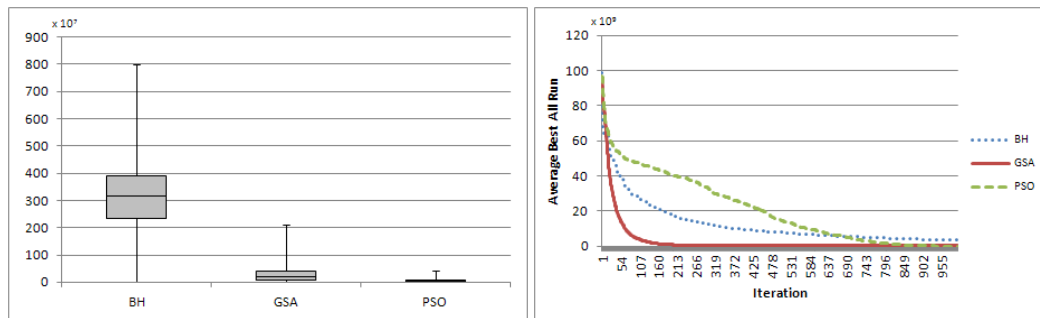 x 10⁷
900
800
700
600
500
400
300
200
100
0
BH GSA PSO
x 10⁹
120
100
80
60
40
20
0
Average Best All Run
1 54 107 160 213 266 319 372 425 478 531 584 637 690 743 796 849 902 955
Iteration
BH
GSA
PSO